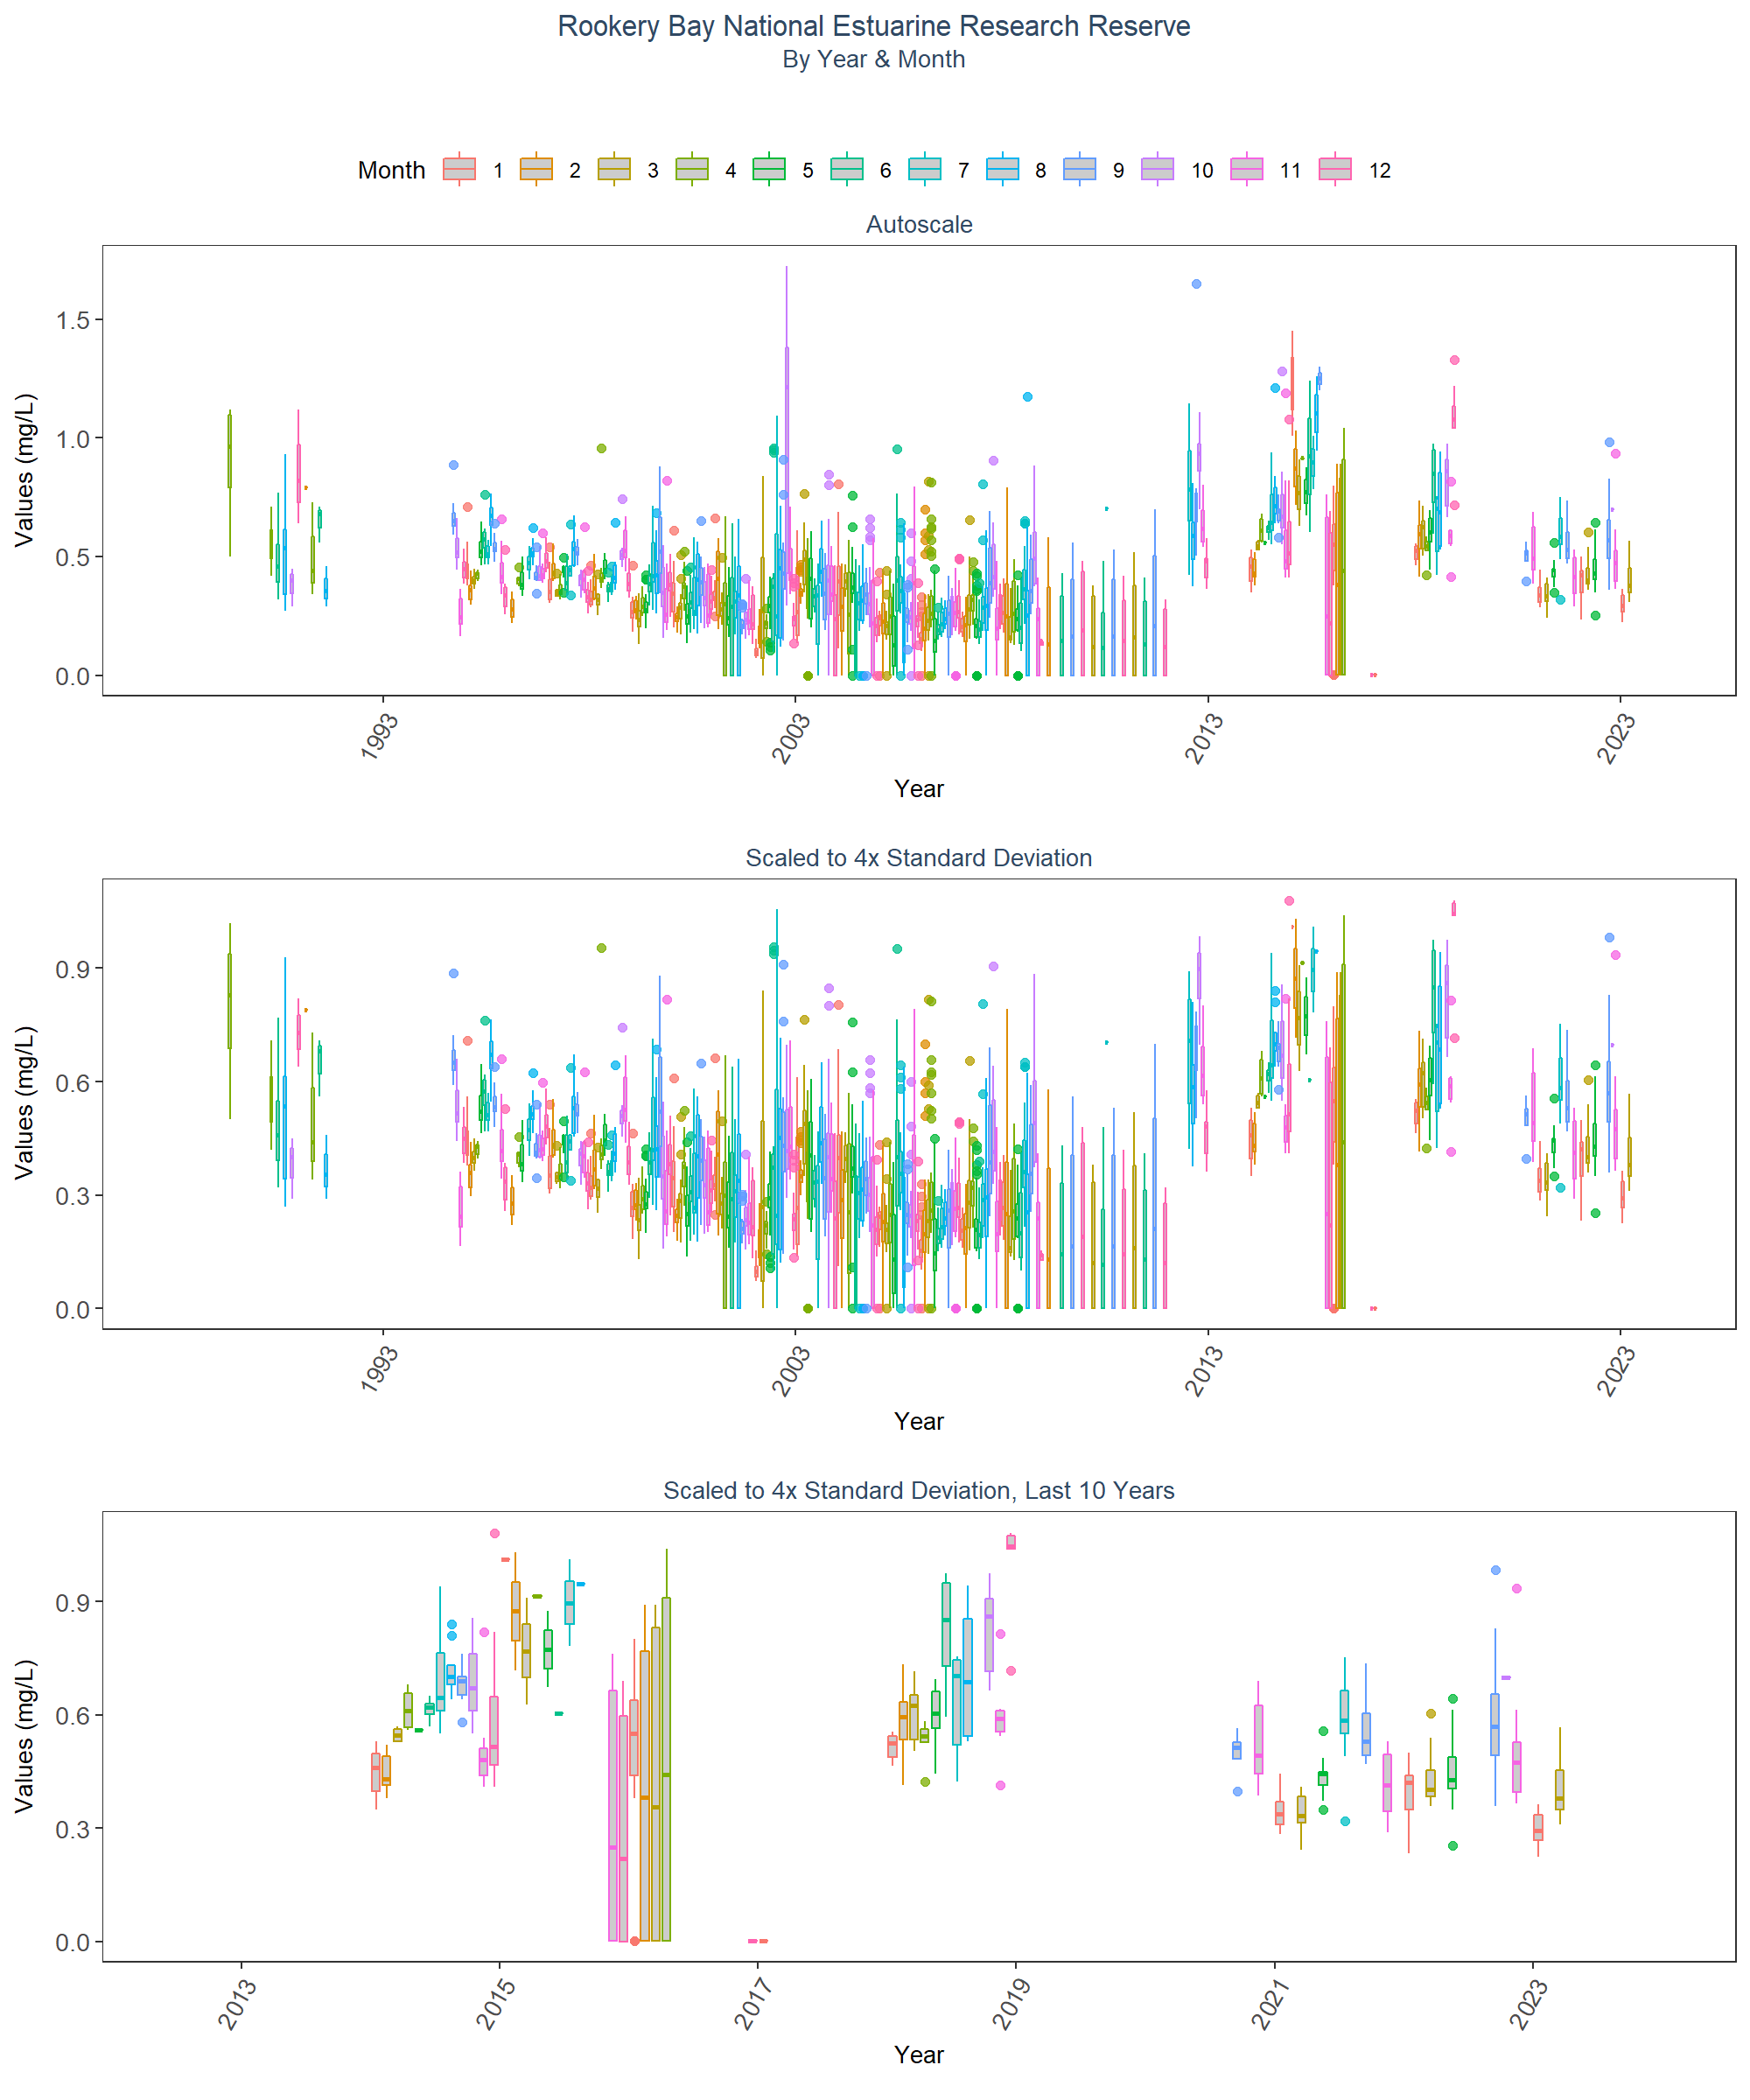 Rookery Bay National Estuarine Research Reserve
By Year & Month
Month 1 2 3 4 5 6 7 8 9 10 11 12
Autoscale
Values (mg/L)
1.5
1.0
0.5
0.0
1993 2003 2013 2023
Year
Scaled to 4x Standard Deviation
Values (mg/L)
0.9
0.6
0.3
0.0
1993 2003 2013 2023
Year
Scaled to 4x Standard Deviation, Last 10 Years
Values (mg/L)
0.9
0.6
0.3
0.0
2013 2015 2017 2019 2021 2023
Year